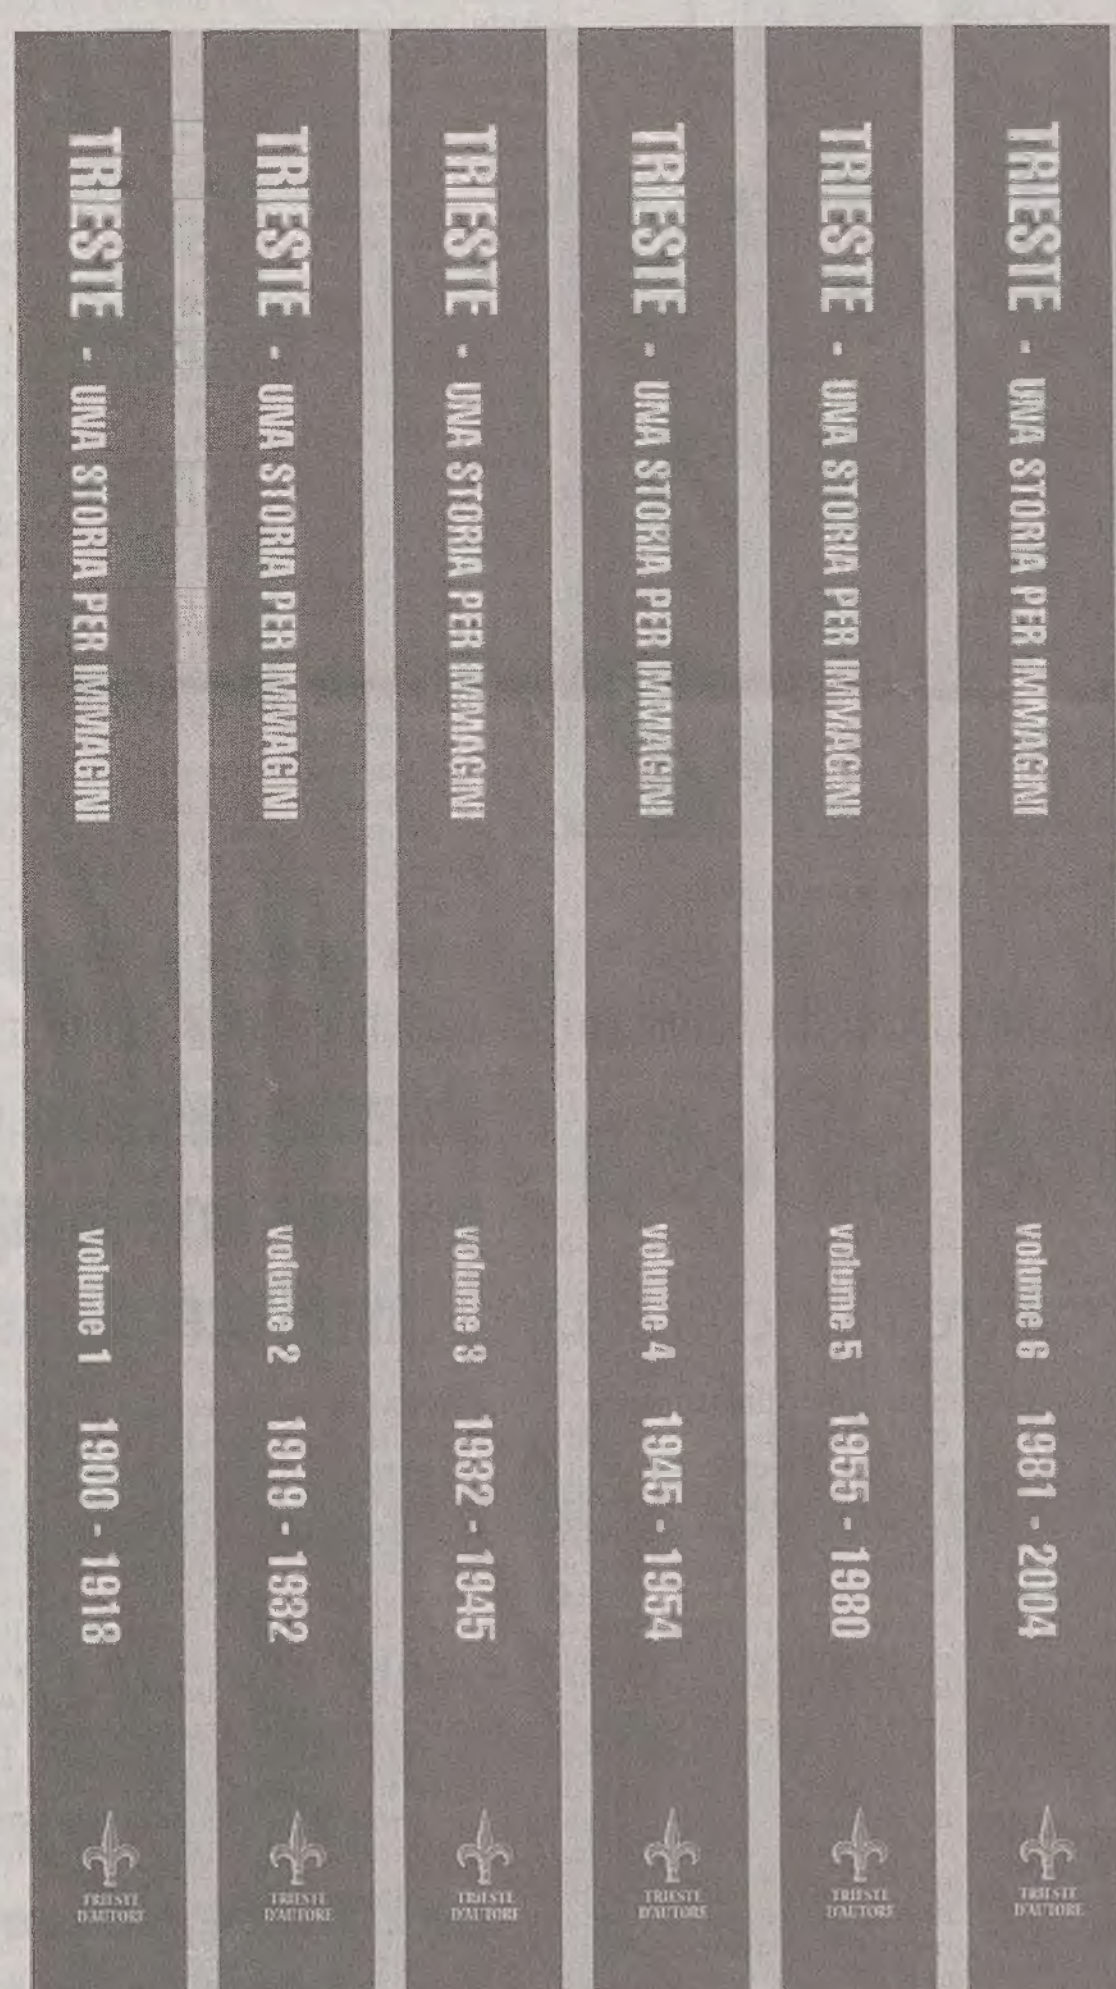 TRIESTE - UNA STORIA PER IMMAGINI volume 1 1900 - 1918
TRIESTE
D'AUTORE
TRIESTE - UNA STORIA PER IMMAGINI volume 2 1919 - 1932
TRIESTE
D'AUTORE
TRIESTE - UNA STORIA PER IMMAGINI volume 3 1932 - 1945
TRIESTE
D'AUTORE
TRIESTE - UNA STORIA PER IMMAGINI volume 4 1945 - 1954
TRIESTE
D'AUTORE
TRIESTE - UNA STORIA PER IMMAGINI volume 5 1955 - 1980
TRIESTE
D'AUTORE
TRIESTE - UNA STORIA PER IMMAGINI volume 6 1981 - 2004
TRIESTE
D'AUTORE